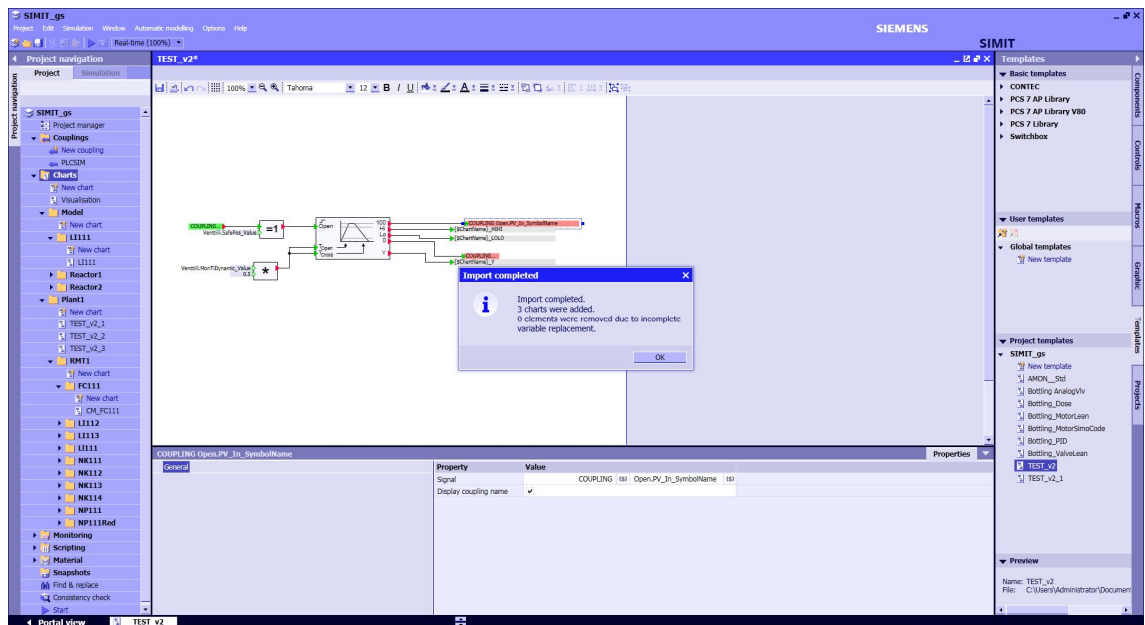 SIMIT_gs
Project Edit Simulation Window Automatic modelling Options Help
SIEMENS
SIMIT
Real-time (100%)
Project navigation
Project Simulation
Project navigation
SIMIT_gs
Project manager
Couplings
New coupling
PLCSIM
Charts
New chart
Visualisation
Model
New chart
LI111
New chart
LI111
Reactor1
Reactor2
Plant1
New chart
TEST_v2_1
TEST_v2_2
TEST_v2_3
RMT1
New chart
FC111
New chart
CM_FC111
LI112
LI113
LI111
NK111
NK112
NK113
NK114
NP111
NP111Red
Monitoring
Scripting
Material
Snapshots
Find & replace
Consistency check
Start
Portal view
TEST_v2
TEST_v2*
100% Tahoma 12 B I U
COUPLING...
Venttiili.SafePos_Value
=1
Open
100
Hi
Lo
0
Topen
Tclose
Y
COUPLING Open.PV_In_SymbolName
{$ChartName}_HIHI
{$ChartName}_LOLO
COUPLING...
{$ChartName}_Y
Venttiili.MonTiDynamic_Value
0.5
*
Import completed
Import completed.
3 charts were added.
0 elements were removed due to incomplete
variable replacement.
OK
COUPLING Open.PV_In_SymbolName
Properties
General
Property Value
Signal COUPLING ($) Open.PV_In_SymbolName ($)
Display coupling name
Templates
Basic templates
CONTEC
PCS 7 AP Library
PCS 7 AP Library V80
PCS 7 Library
Switchbox
User templates
Global templates
New template
Project templates
SIMIT_gs
New template
AMON__Std
Bottling AnalogVlv
Bottling_Dose
Bottling_MotorLean
Bottling_MotorSimoCode
Bottling_PID
Bottling_ValveLean
TEST_v2
TEST_v2_1
Preview
Name: TEST_v2
File: C:\Users\Administrator\Document
Components
Controls
Macros
Graphic
Templates
Projects